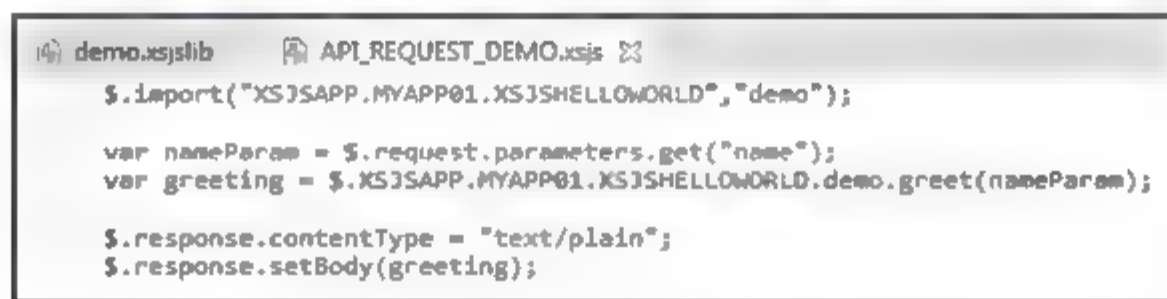 demo.xsjslib API_REQUEST_DEMO.xsjs
$.import("XSJSAPP.MYAPP01.XSJSHELLOWORLD","demo");
var nameParam = $.request.parameters.get("name");
var greeting = $.XSJSAPP.MYAPP01.XSJSHELLOWORLD.demo.greet(nameParam);
$.response.contentType = "text/plain";
$.response.setBody(greeting);